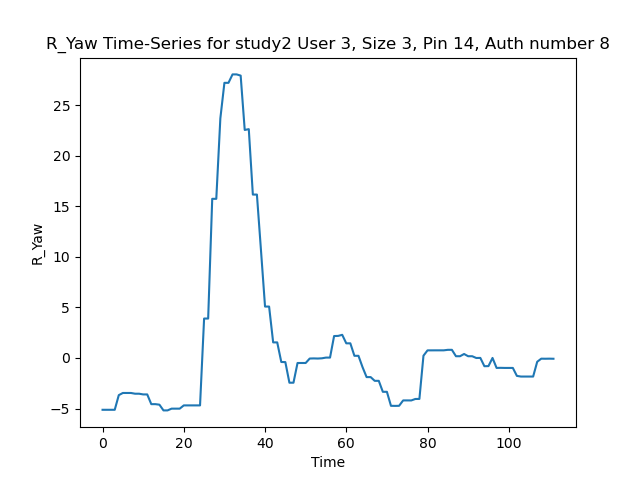 R_Yaw Time-Series for study2 User 3, Size 3, Pin 14, Auth number 8
25
20
15
10
5
0
−5
R_Yaw
0 20 40 60 80 100
Time